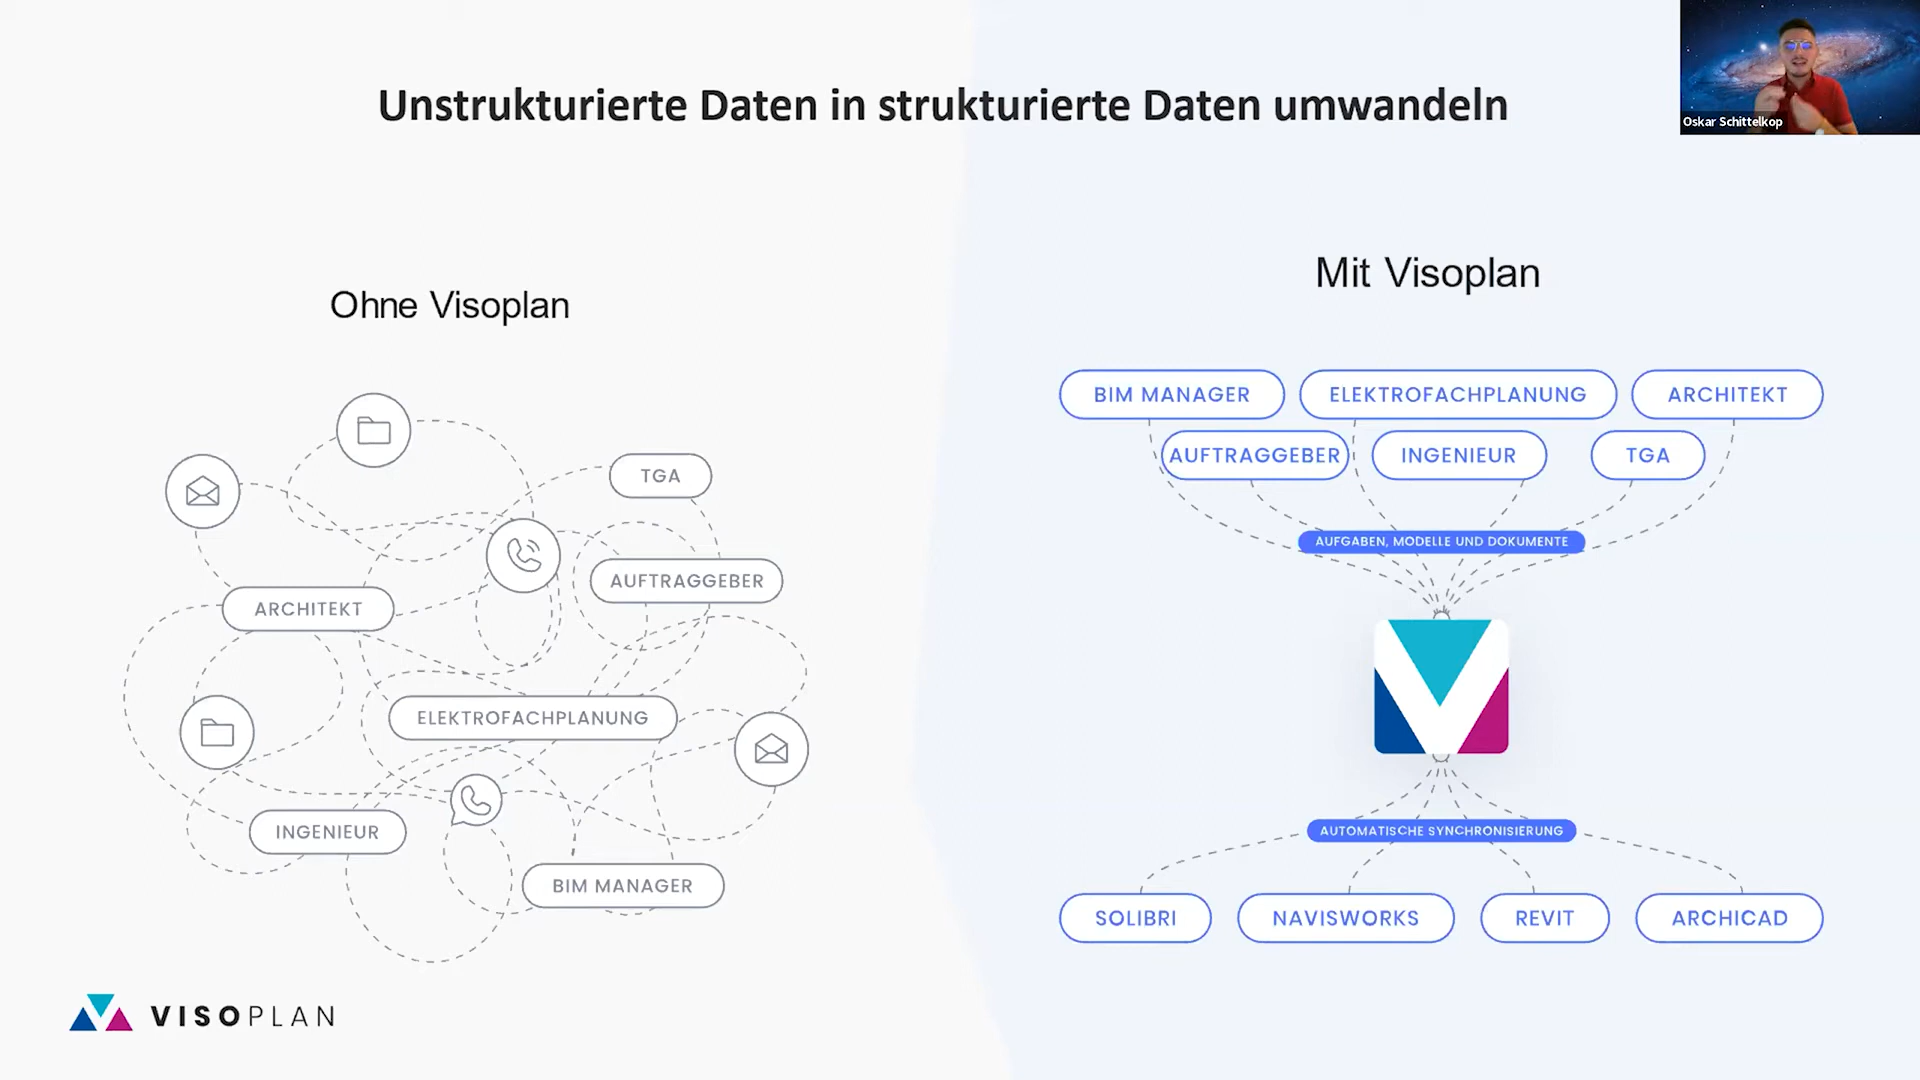 Unstrukturierte Daten in strukturierte Daten umwandeln
Oskar Schittelkop
Ohne Visoplan
TGA
AUFTRAGGEBER
ARCHITEKT
ELEKTROFACHPLANUNG
INGENIEUR
BIM MANAGER
VISOPLAN
Mit Visoplan
BIM MANAGER
ELEKTROFACHPLANUNG
ARCHITEKT
AUFTRAGGEBER
INGENIEUR
TGA
AUFGABEN, MODELLE UND DOKUMENTE
AUTOMATISCHE SYNCHRONISIERUNG
SOLIBRI
NAVISWORKS
REVIT
ARCHICAD